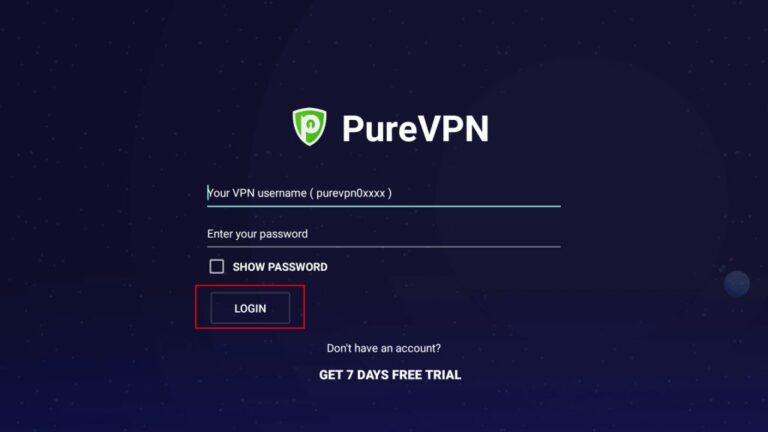 PureVPN
Your VPN username ( purevpn0xxxx )
Enter your password
SHOW PASSWORD
LOGIN
Don't have an account?
GET 7 DAYS FREE TRIAL